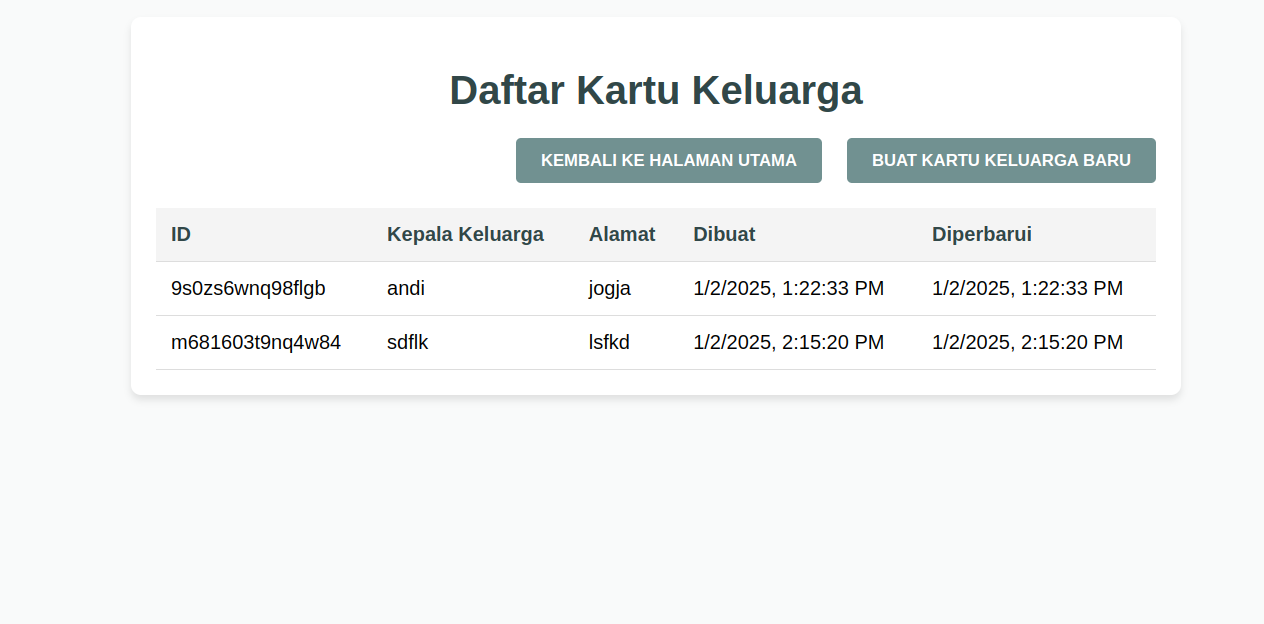 Daftar Kartu Keluarga
KEMBALI KE HALAMAN UTAMA BUAT KARTU KELUARGA BARU
ID Kepala Keluarga Alamat Dibuat Diperbarui
9s0zs6wnq98flgb andi jogja 1/2/2025, 1:22:33 PM 1/2/2025, 1:22:33 PM
m681603t9nq4w84 sdflk lsfkd 1/2/2025, 2:15:20 PM 1/2/2025, 2:15:20 PM